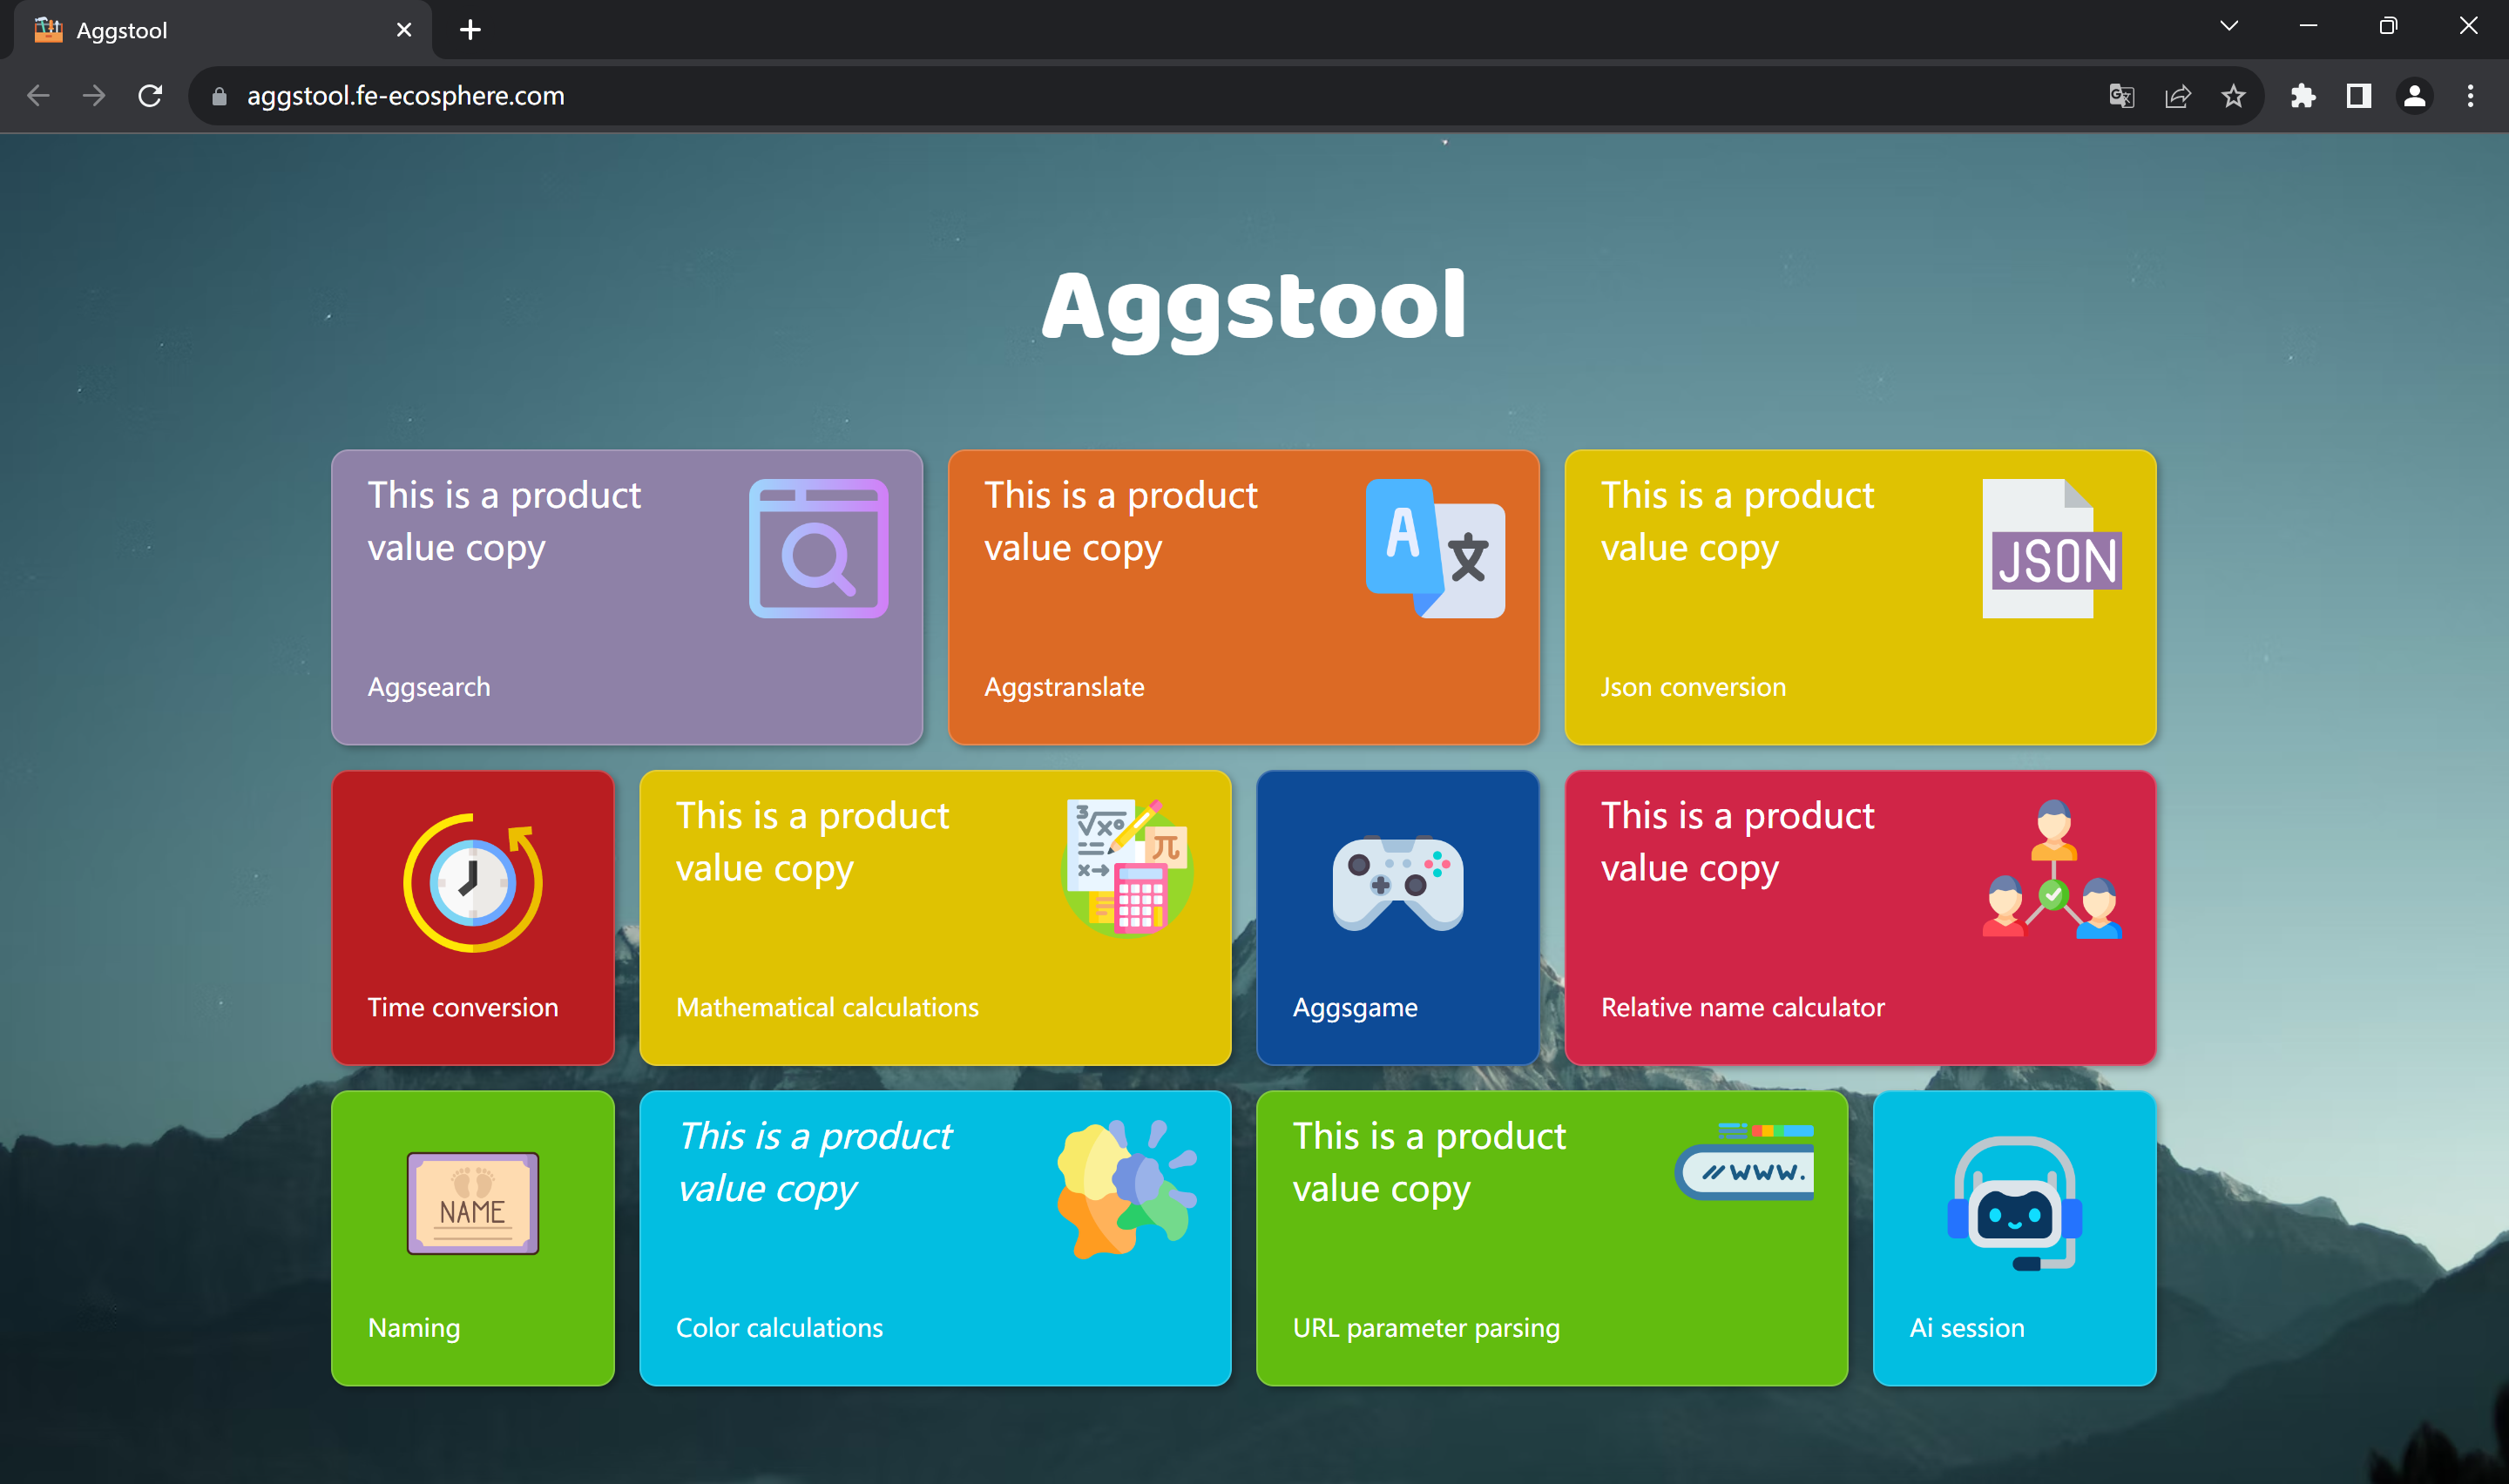 Aggstool
aggstool.fe-ecosphere.com
Aggstool
This is a product
value copy
Aggsearch
This is a product
value copy
A
文
Aggstranslate
This is a product
value copy
JSON
Json conversion
Time conversion
This is a product
value copy
3√x°
x→
π
Mathematical calculations
Aggsgame
This is a product
value copy
Relative name calculator
NAME
Naming
This is a product
value copy
Color calculations
This is a product
value copy
//WWW.
URL parameter parsing
Ai session